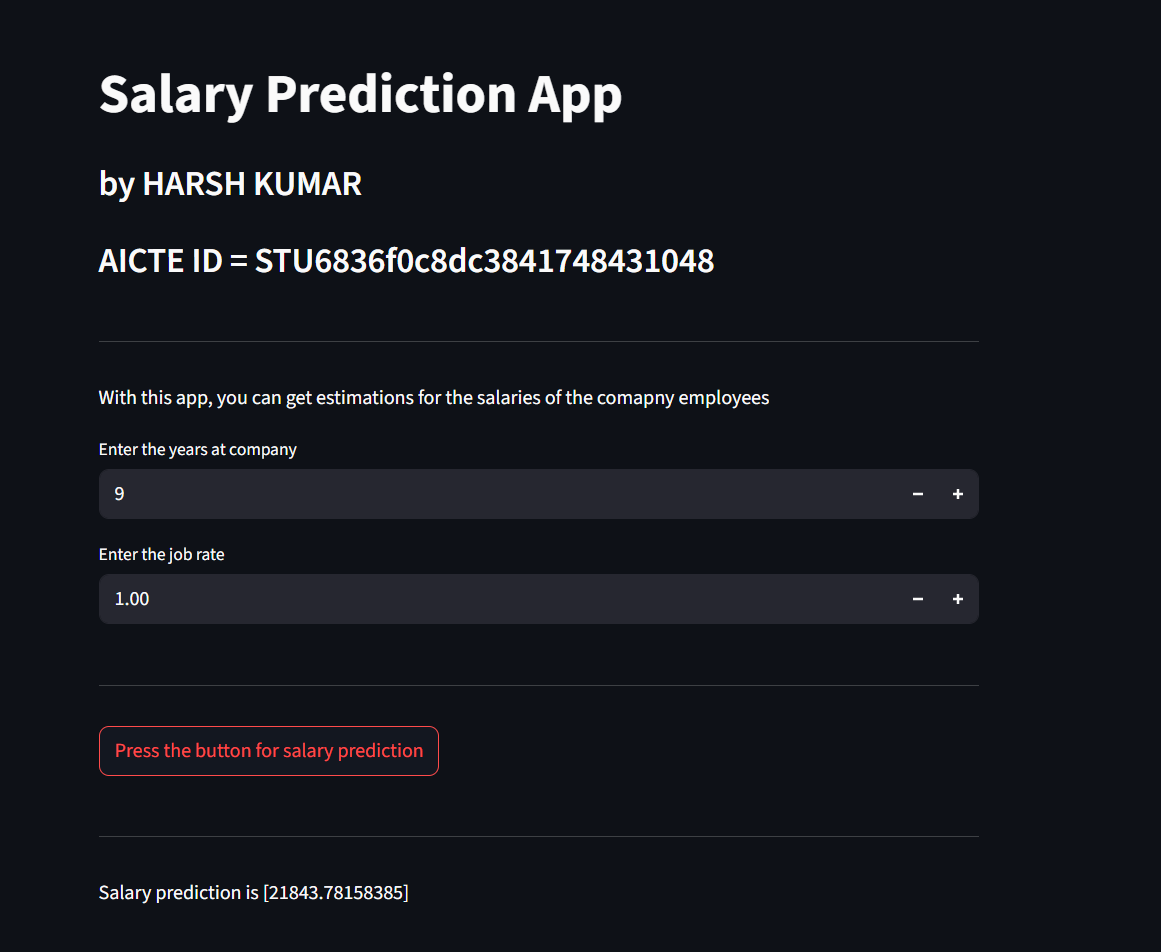 Salary Prediction App
by HARSH KUMAR
AICTE ID = STU6836f0c8dc3841748431048
With this app, you can get estimations for the salaries of the comapny employees
Enter the years at company
9
Enter the job rate
1.00
Press the button for salary prediction
Salary prediction is [21843.78158385]